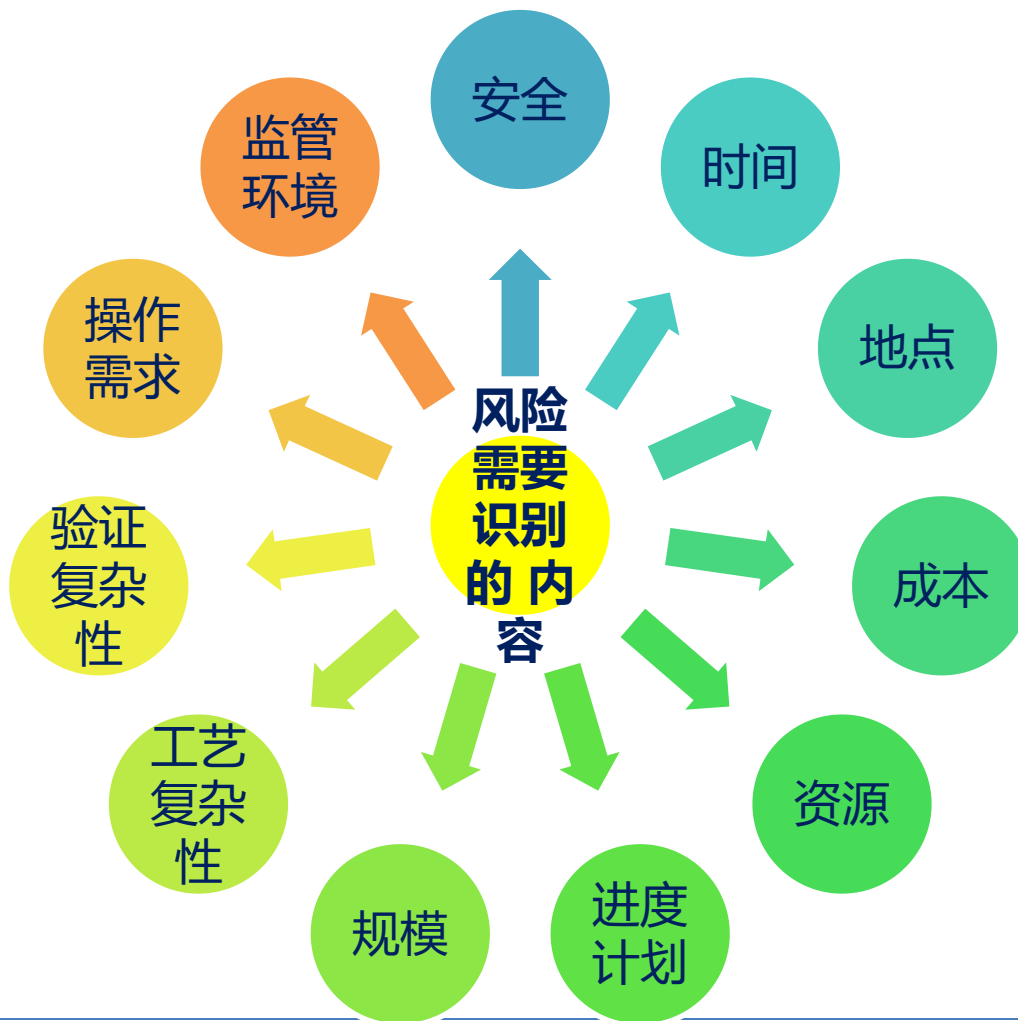 安全
时间
地点
成本
资源
进度
计划
规模
工艺
复杂
性
验证
复杂
性
操作
需求
监管
环境
风险
需要
识别
的 内
容